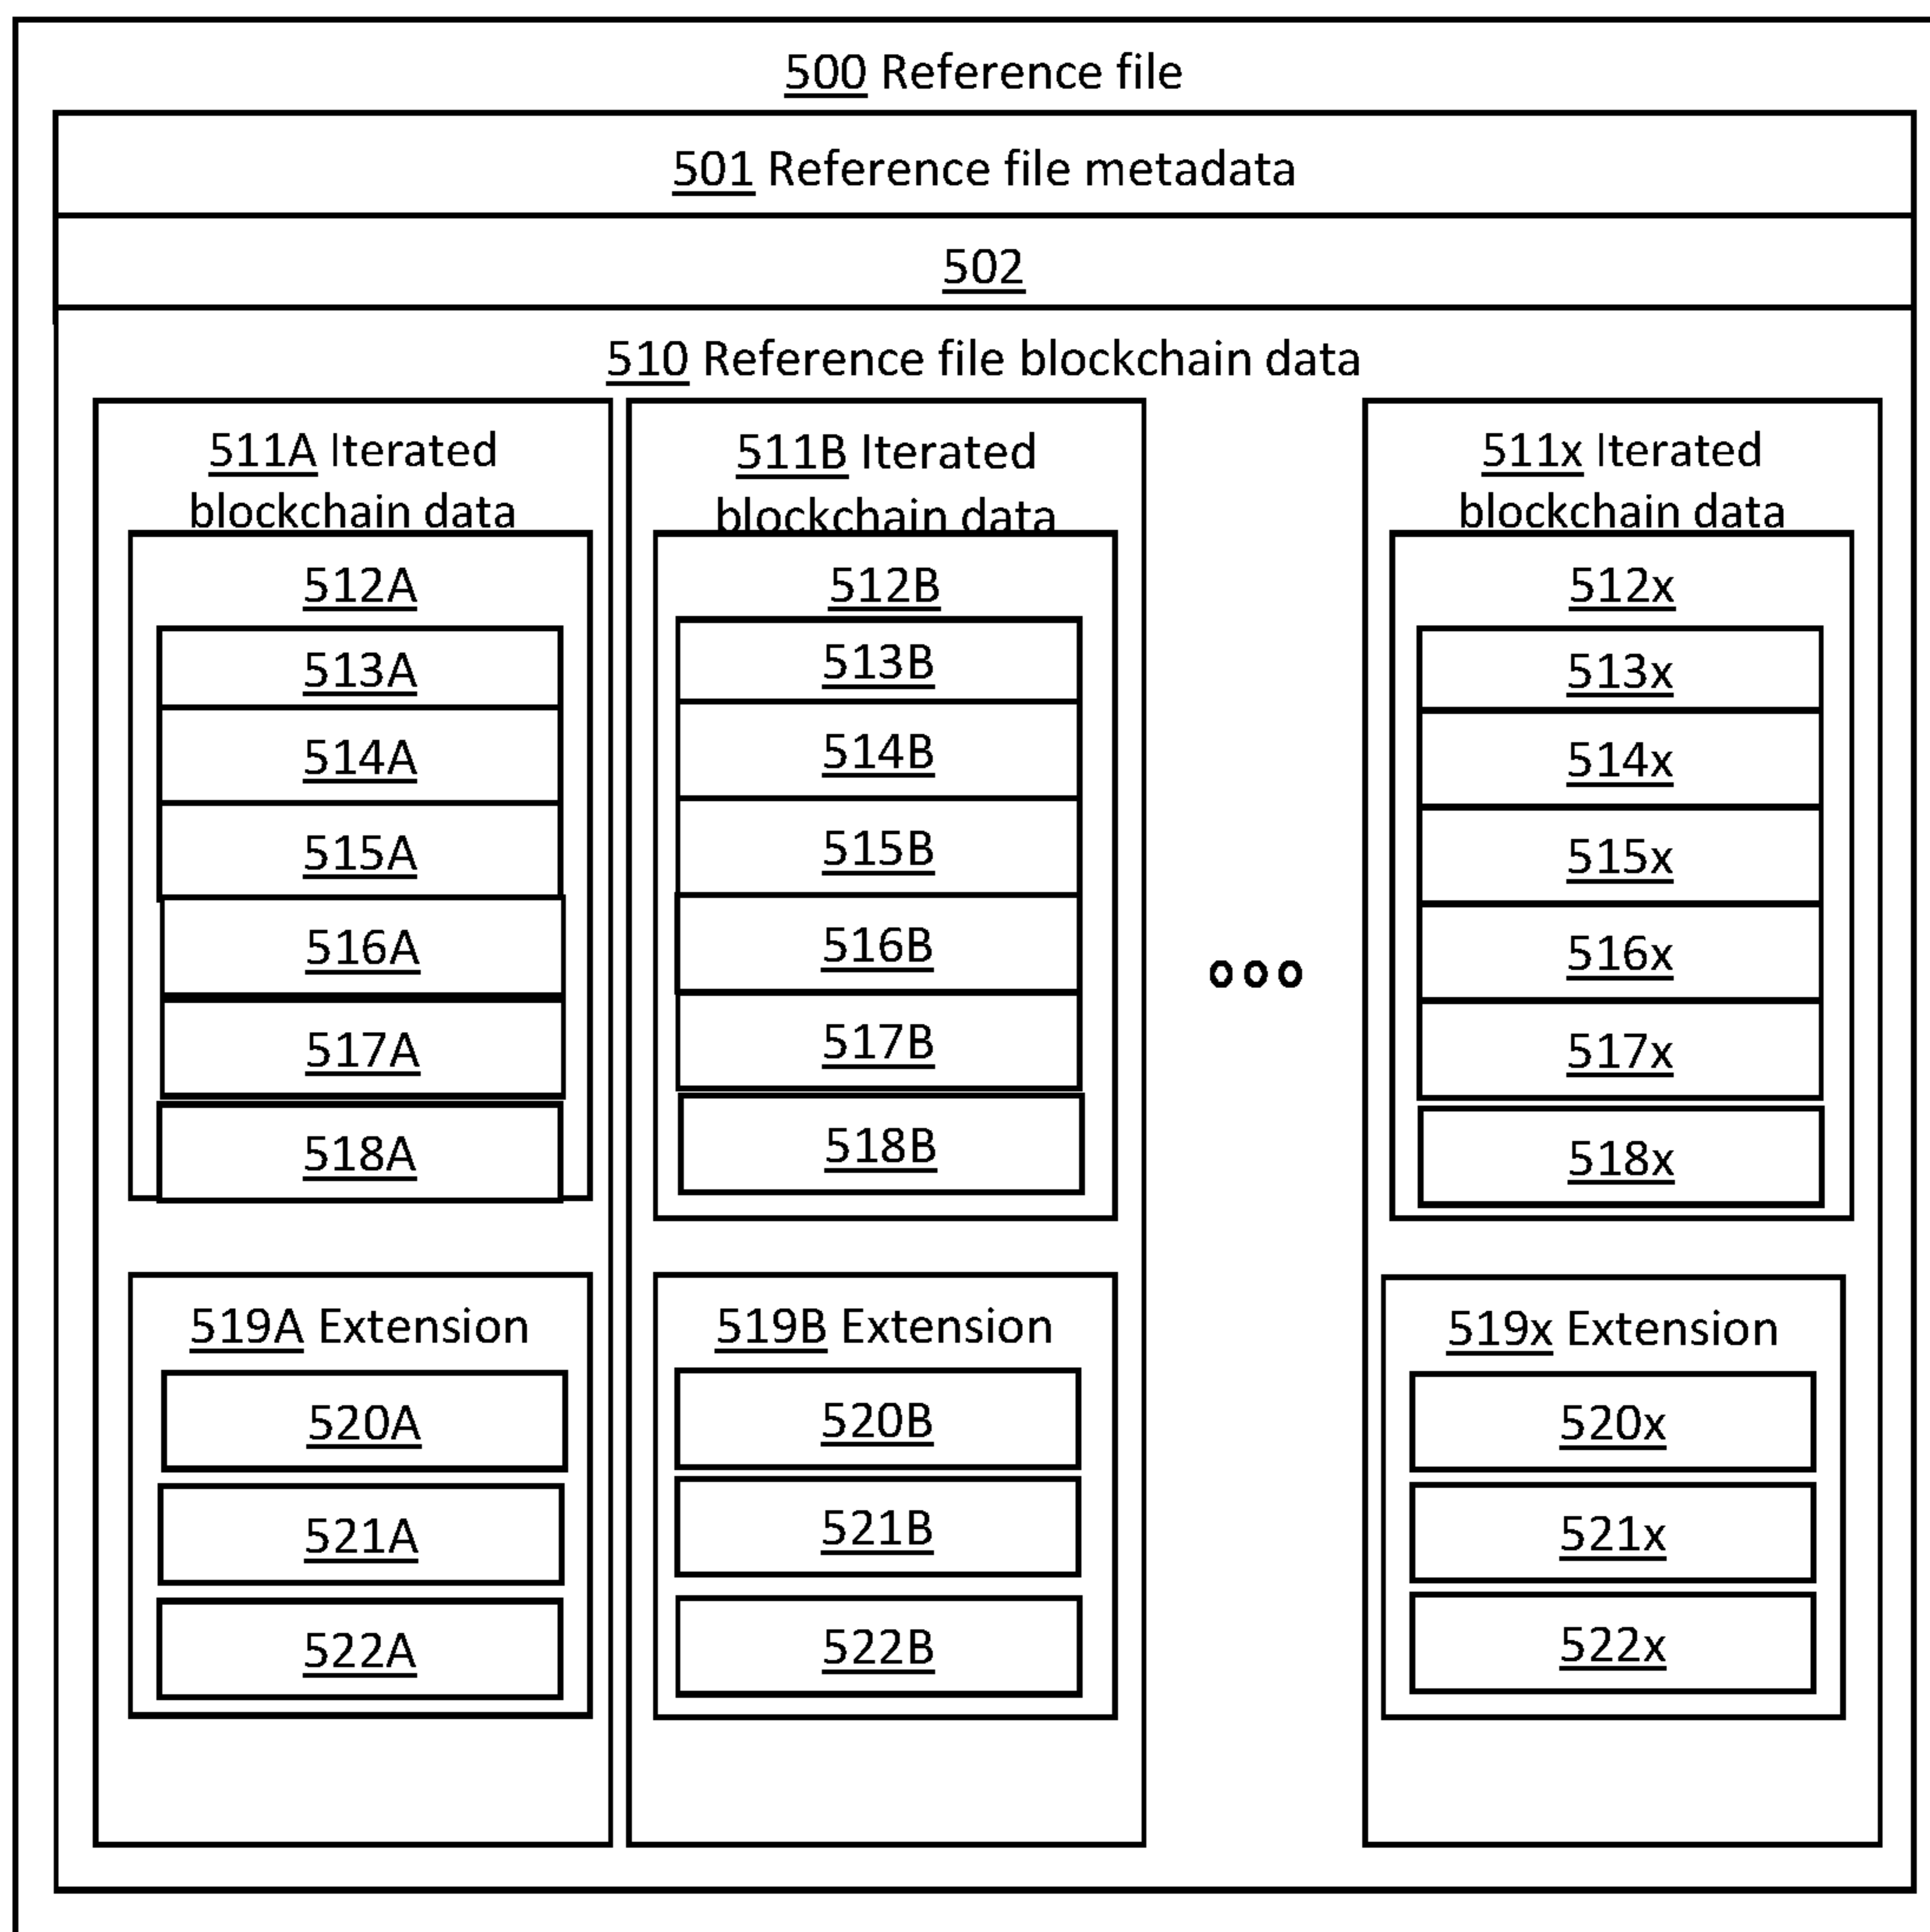 500 Reference file
501 Reference file metadata
502
510 Reference file blockchain data
511A Iterated
blockchain data
512A
513A
514A
515A
516A
517A
518A
519A Extension
520A
521A
522A
511B Iterated
blockchain data
512B
513B
514B
515B
516B
517B
518B
519B Extension
520B
521B
522B
511x Iterated
blockchain data
512x
513x
514x
515x
516x
517x
518x
519x Extension
520x
521x
522x